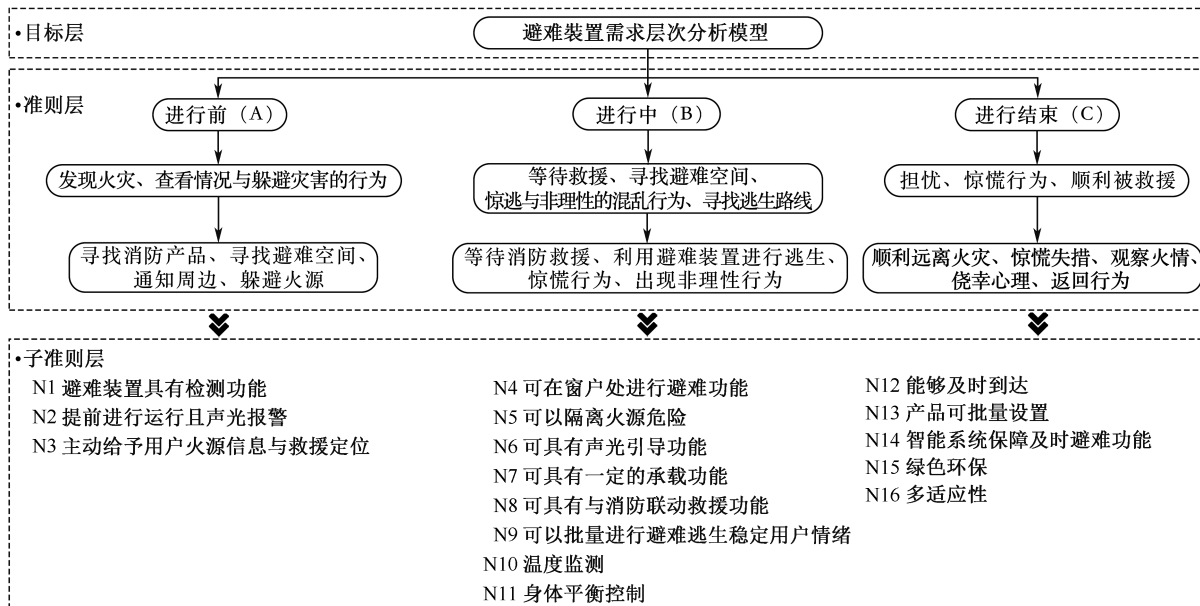 •目标层
避难装置需求层次分析模型
•准则层
进行前（A）
进行中（B）
进行结束（C）
发现火灾、查看情况与躲避灾害的行为
等待救援、寻找避难空间、
惊逃与非理性的混乱行为、寻找逃生路线
担忧、惊慌行为、顺利被救援
寻找消防产品、寻找避难空间、
通知周边、躲避火源
等待消防救援、利用避难装置进行逃生、
惊慌行为、出现非理性行为
顺利远离火灾、惊慌失措、观察火情、
侥幸心理、返回行为
•子准则层
N1 避难装置具有检测功能
N2 提前进行运行且声光报警
N3 主动给予用户火源信息与救援定位
N4 可在窗户处进行避难功能
N5 可以隔离火源危险
N6 可具有声光引导功能
N7 可具有一定的承载功能
N8 可具有与消防联动救援功能
N9 可以批量进行避难逃生稳定用户情绪
N10 温度监测
N11 身体平衡控制
N12 能够及时到达
N13 产品可批量设置
N14 智能系统保障及时避难功能
N15 绿色环保
N16 多适应性